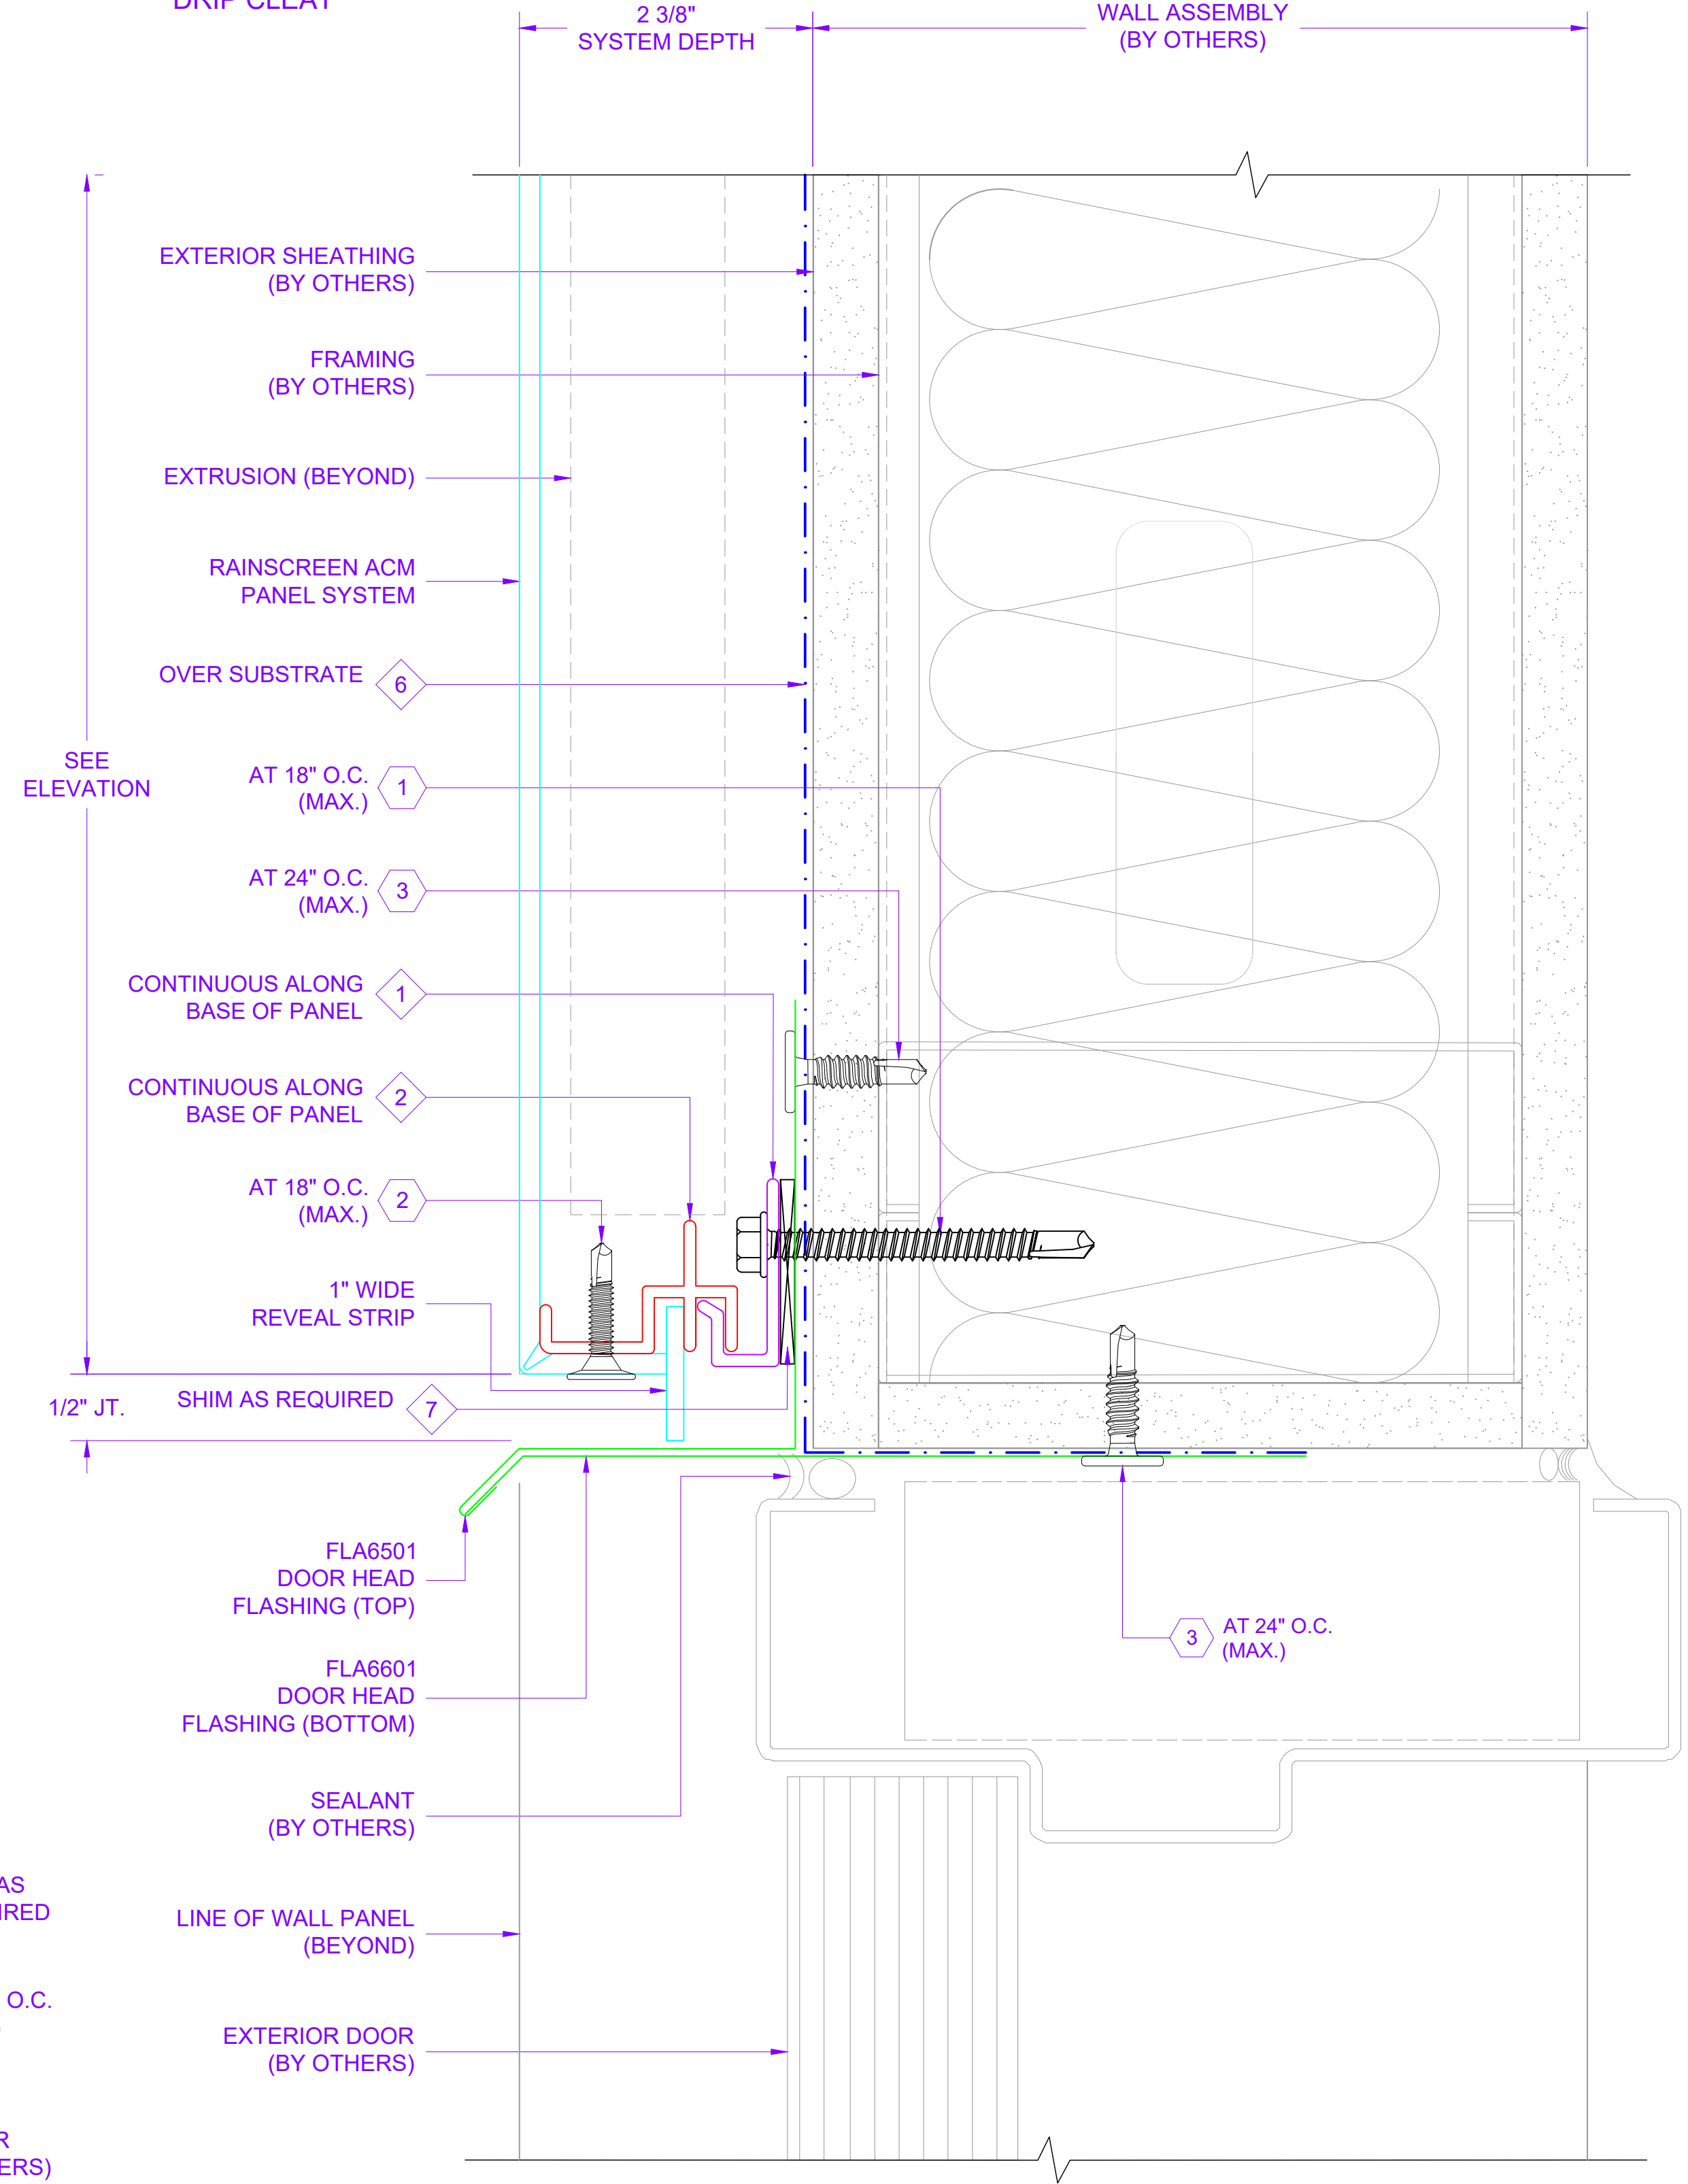 DRIP CLEAT
2 3/8"
SYSTEM DEPTH
WALL ASSEMBLY
(BY OTHERS)
EXTERIOR SHEATHING
(BY OTHERS)
FRAMING
(BY OTHERS)
EXTRUSION (BEYOND)
RAINSCREEN ACM
PANEL SYSTEM
OVER SUBSTRATE 6
SEE
ELEVATION
AT 18" O.C.
(MAX.) 1
AT 24" O.C.
(MAX.) 3
CONTINUOUS ALONG
BASE OF PANEL 1
CONTINUOUS ALONG
BASE OF PANEL 2
AT 18" O.C.
(MAX.) 2
1" WIDE
REVEAL STRIP
1/2" JT.
SHIM AS REQUIRED 7
FLA6501
DOOR HEAD
FLASHING (TOP)
3 AT 24" O.C.
(MAX.)
FLA6601
DOOR HEAD
FLASHING (BOTTOM)
SEALANT
(BY OTHERS)
AS
LINE OF WALL PANEL
(BEYOND)
O.C.
EXTERIOR DOOR
(BY OTHERS)